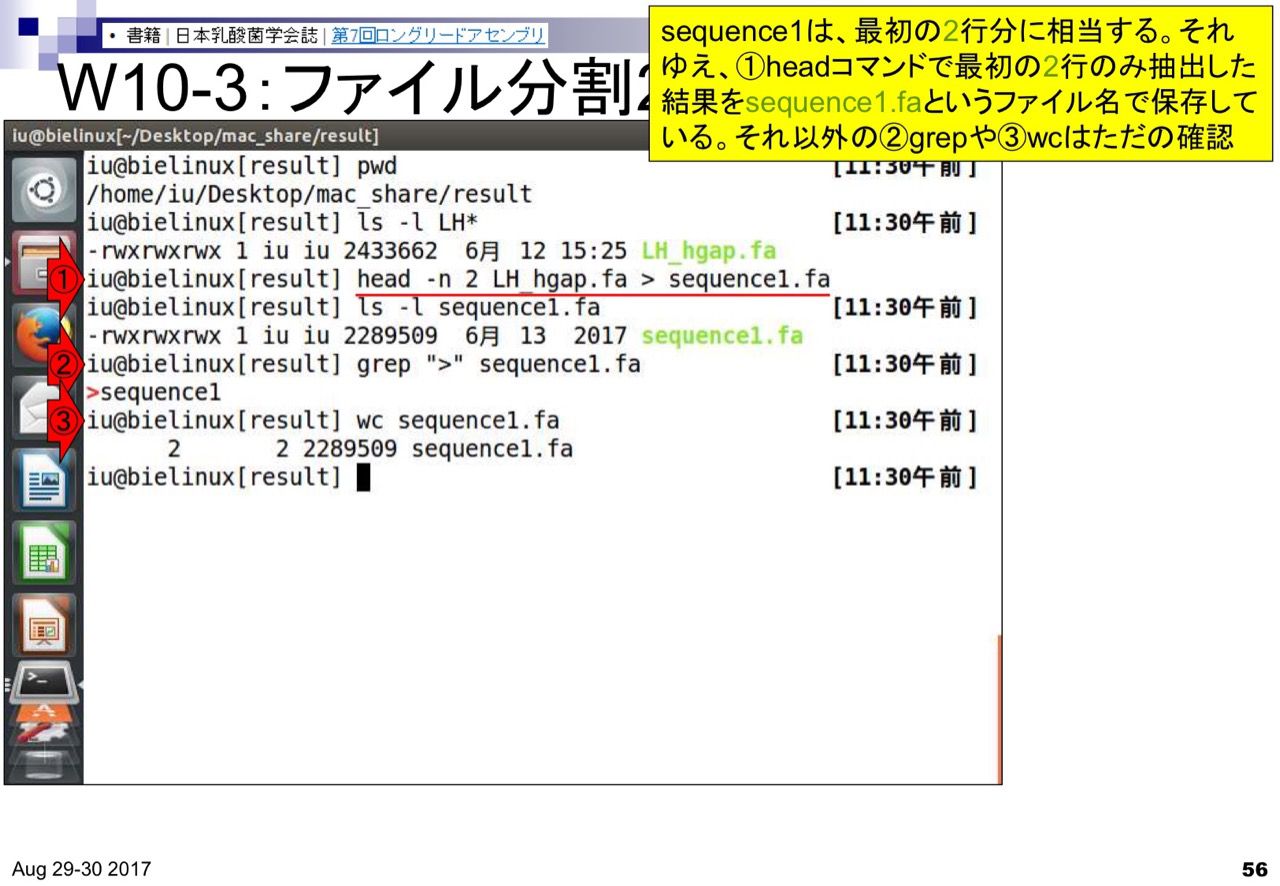 • 書籍 | 日本乳酸菌学会誌 | 第7回ロングリードアセンブリ
W10-3：ファイル分割2
sequence1は、最初の2行分に相当する。それ
ゆえ、①headコマンドで最初の2行のみ抽出した
結果をsequence1.faというファイル名で保存して
いる。それ以外の②grepや③wcはただの確認
iu@bielinux[~/Desktop/mac_share/result]
iu@bielinux[result] pwd [11:30午前]
/home/iu/Desktop/mac_share/result
iu@bielinux[result] ls -l LH* [11:30午前]
-rwxrwxrwx 1 iu iu 2433662 6月 12 15:25 LH_hgap.fa
① iu@bielinux[result] head -n 2 LH_hgap.fa > sequence1.fa
iu@bielinux[result] ls -l sequence1.fa [11:30午前]
-rwxrwxrwx 1 iu iu 2289509 6月 13 2017 sequence1.fa
② iu@bielinux[result] grep ">" sequence1.fa [11:30午前]
>sequence1
③ iu@bielinux[result] wc sequence1.fa [11:30午前]
2 2 2289509 sequence1.fa
iu@bielinux[result] [11:30午前]
Aug 29-30 2017
56